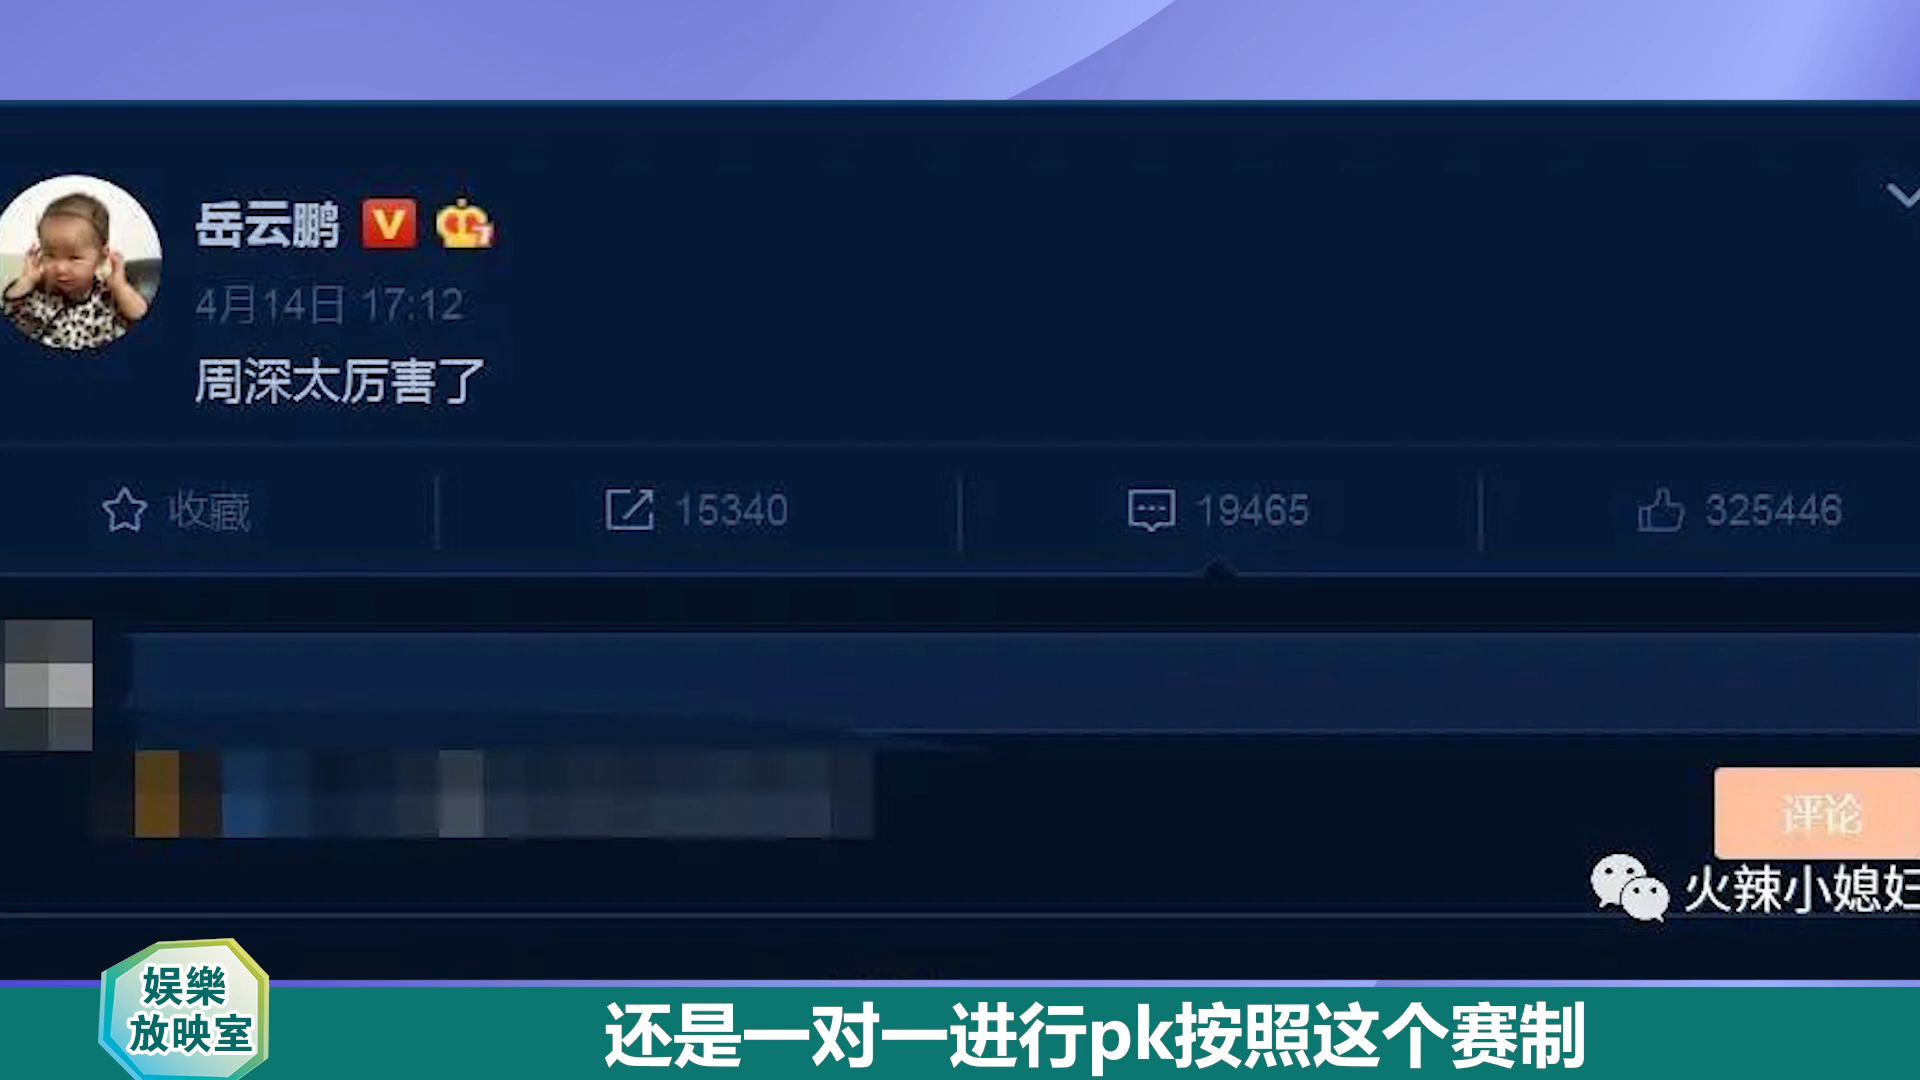 岳云鹏 V 7
4月14日 17:12
周深太厉害了
收藏
15340
19465
325446
评论
火辣小媳妇
娱樂
放映室
还是一对一进行pk按照这个赛制